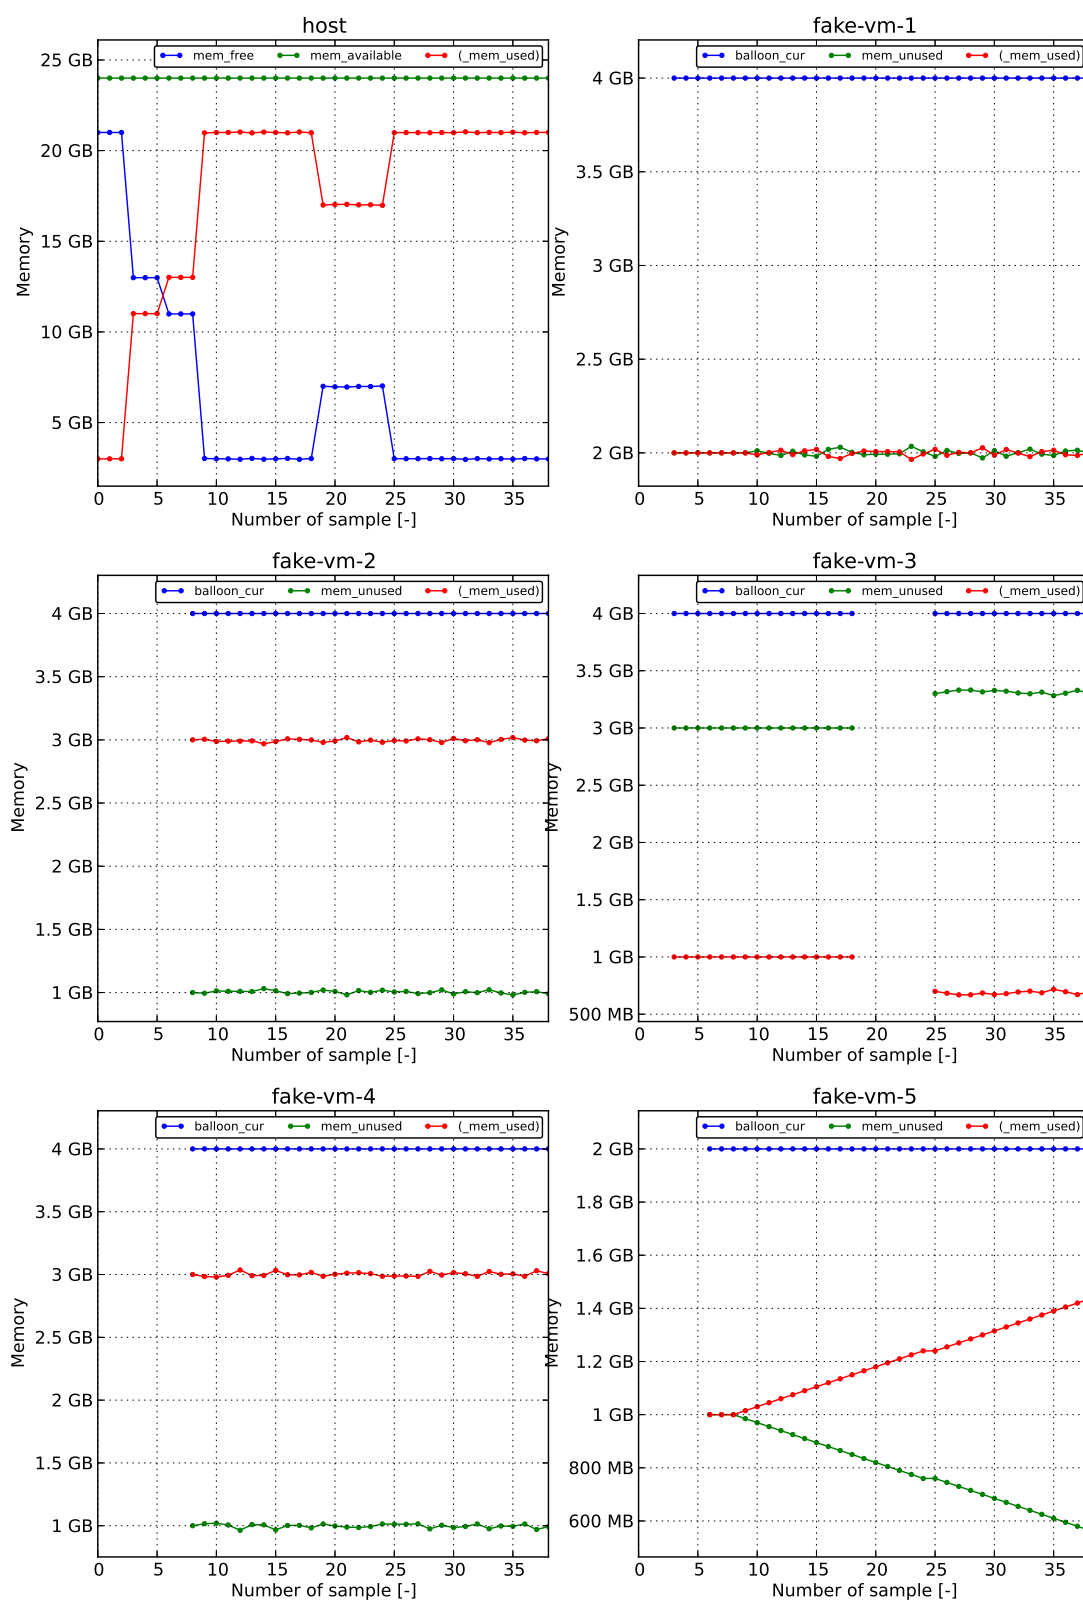 host
mem_free mem_available (_mem_used)
25 GB
20 GB
15 GB
10 GB
5 GB
Memory
0 5 10 15 20 25 30 35
Number of sample [-]
fake-vm-1
balloon_cur mem_unused (_mem_used)
4 GB
3.5 GB
3 GB
2.5 GB
2 GB
Memory
0 5 10 15 20 25 30 35
Number of sample [-]
fake-vm-2
balloon_cur mem_unused (_mem_used)
4 GB
3.5 GB
3 GB
2.5 GB
2 GB
1.5 GB
1 GB
Memory
0 5 10 15 20 25 30 35
Number of sample [-]
fake-vm-3
balloon_cur mem_unused (_mem_used)
4 GB
3.5 GB
3 GB
2.5 GB
2 GB
1.5 GB
1 GB
500 MB
Memory
0 5 10 15 20 25 30 35
Number of sample [-]
fake-vm-4
balloon_cur mem_unused (_mem_used)
4 GB
3.5 GB
3 GB
2.5 GB
2 GB
1.5 GB
1 GB
Memory
0 5 10 15 20 25 30 35
Number of sample [-]
fake-vm-5
balloon_cur mem_unused (_mem_used)
2 GB
1.8 GB
1.6 GB
1.4 GB
1.2 GB
1 GB
800 MB
600 MB
Memory
0 5 10 15 20 25 30 35
Number of sample [-]